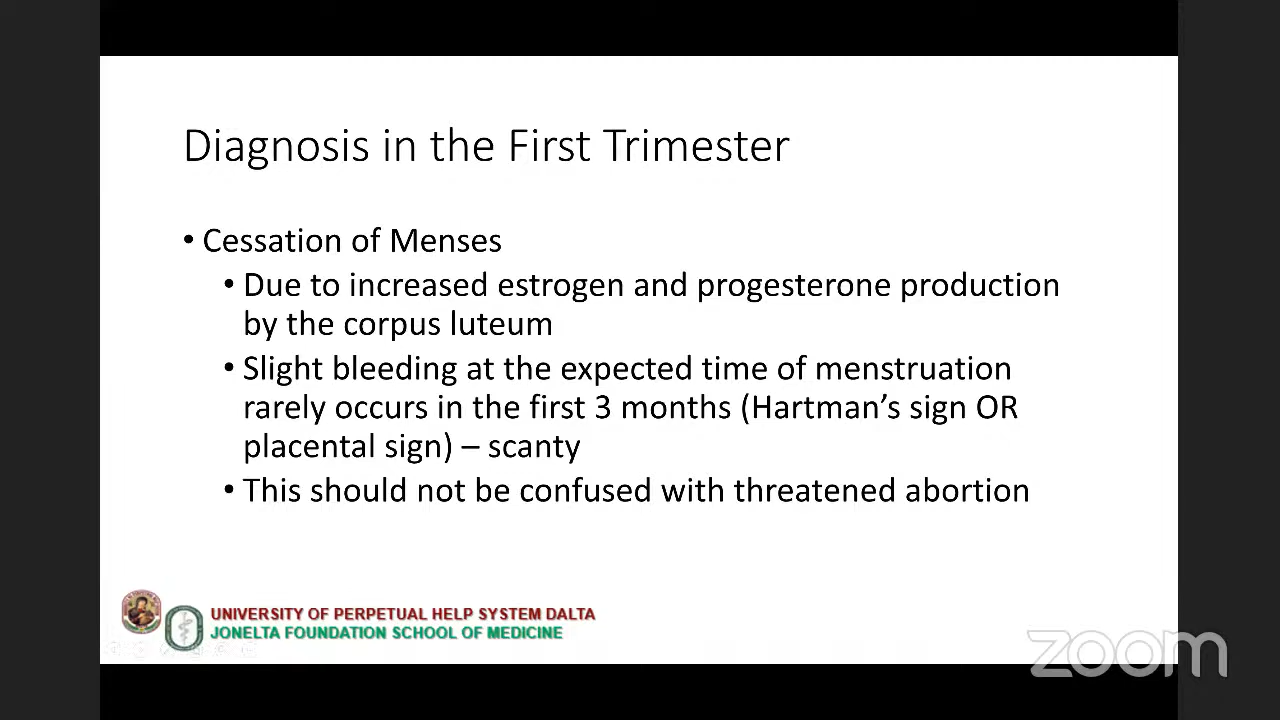 Diagnosis in the First Trimester
• Cessation of Menses
• Due to increased estrogen and progesterone production
by the corpus luteum
• Slight bleeding at the expected time of menstruation
rarely occurs in the first 3 months (Hartman’s sign OR
placental sign) – scanty
• This should not be confused with threatened abortion
UNIVERSITY OF PERPETUAL HELP SYSTEM DALTA
JONELTA FOUNDATION SCHOOL OF MEDICINE
zoom